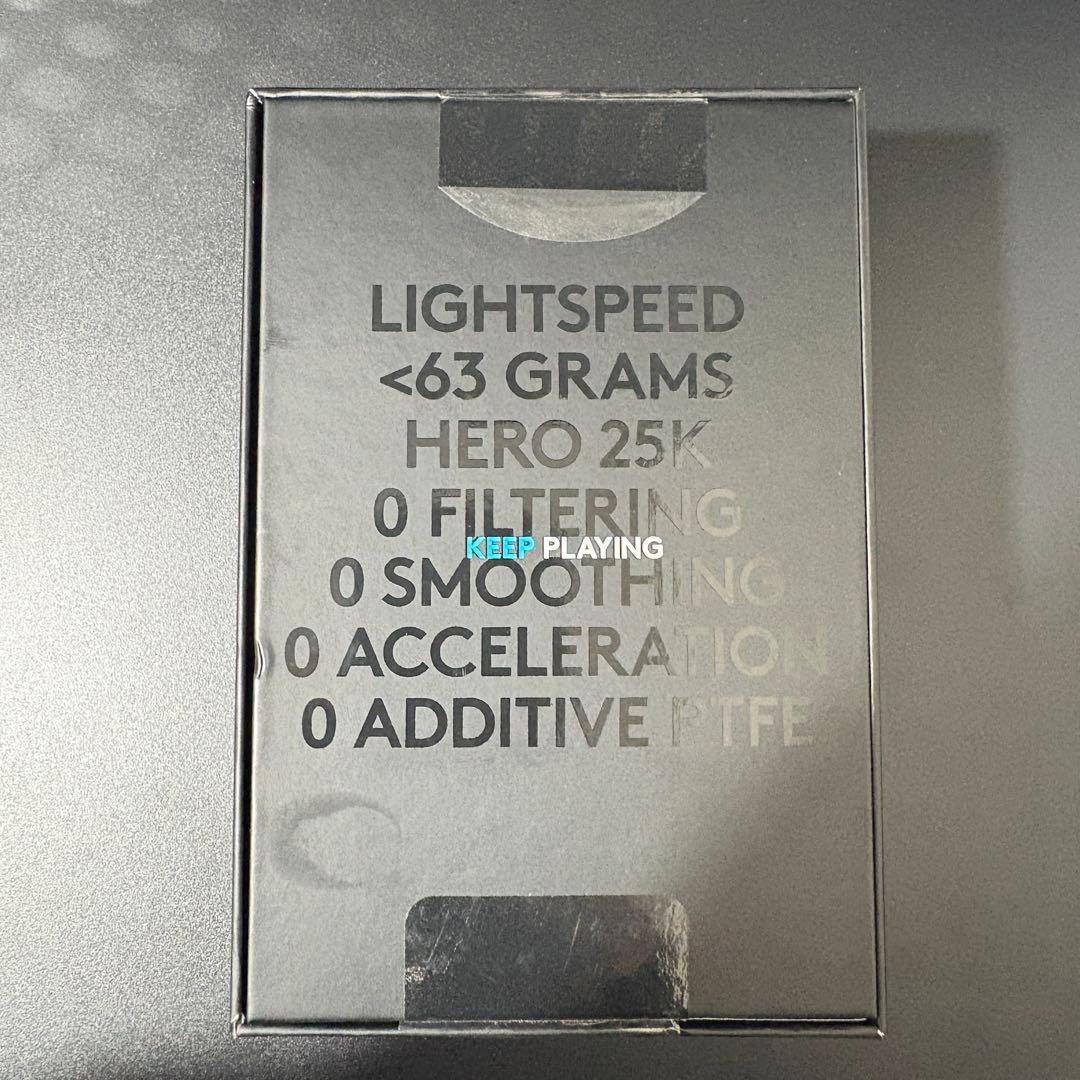 LIGHTSPEED
<63 GRAMS
HERO 25K
0 FILTERING
KEEP PLAYING
0 SMOOTHING
0 ACCELERATION
0 ADDITIVE PTFE